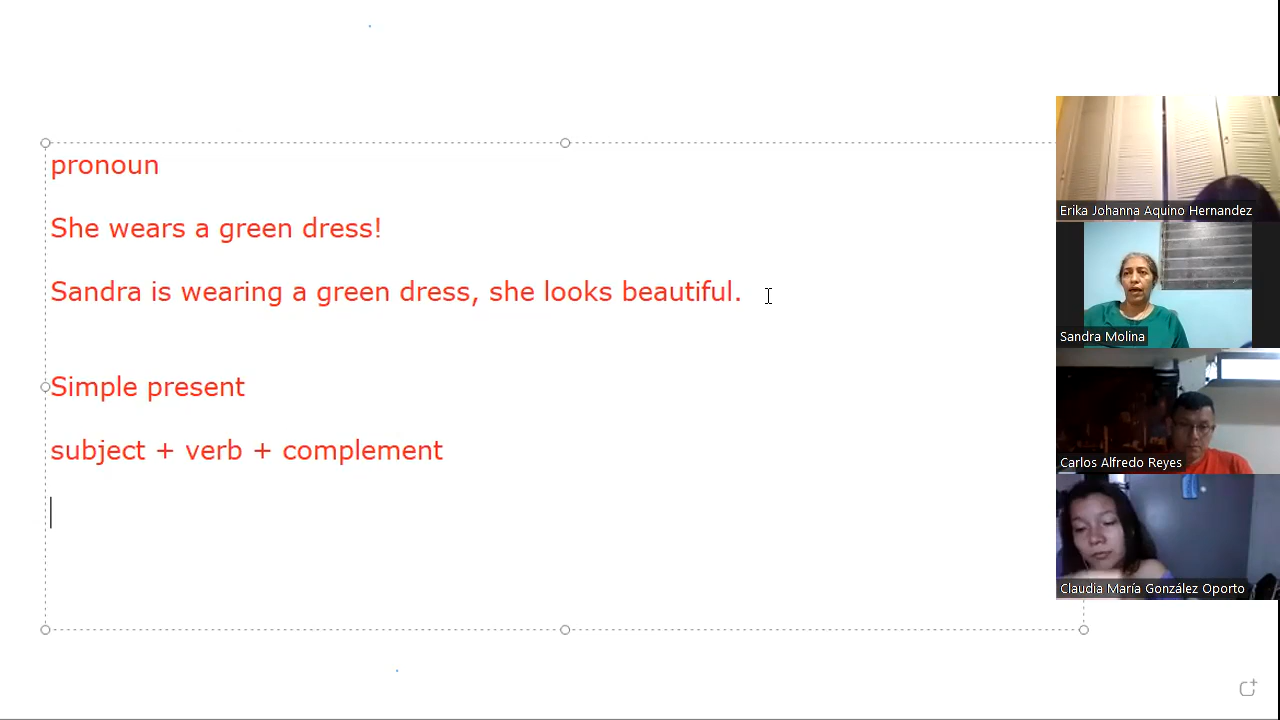 pronoun
She wears a green dress!
Sandra is wearing a green dress, she looks beautiful.
Simple present
subject + verb + complement
Erika Johanna Aquino Hernandez
Sandra Molina
Carlos Alfredo Reyes
Claudia María González Oporto